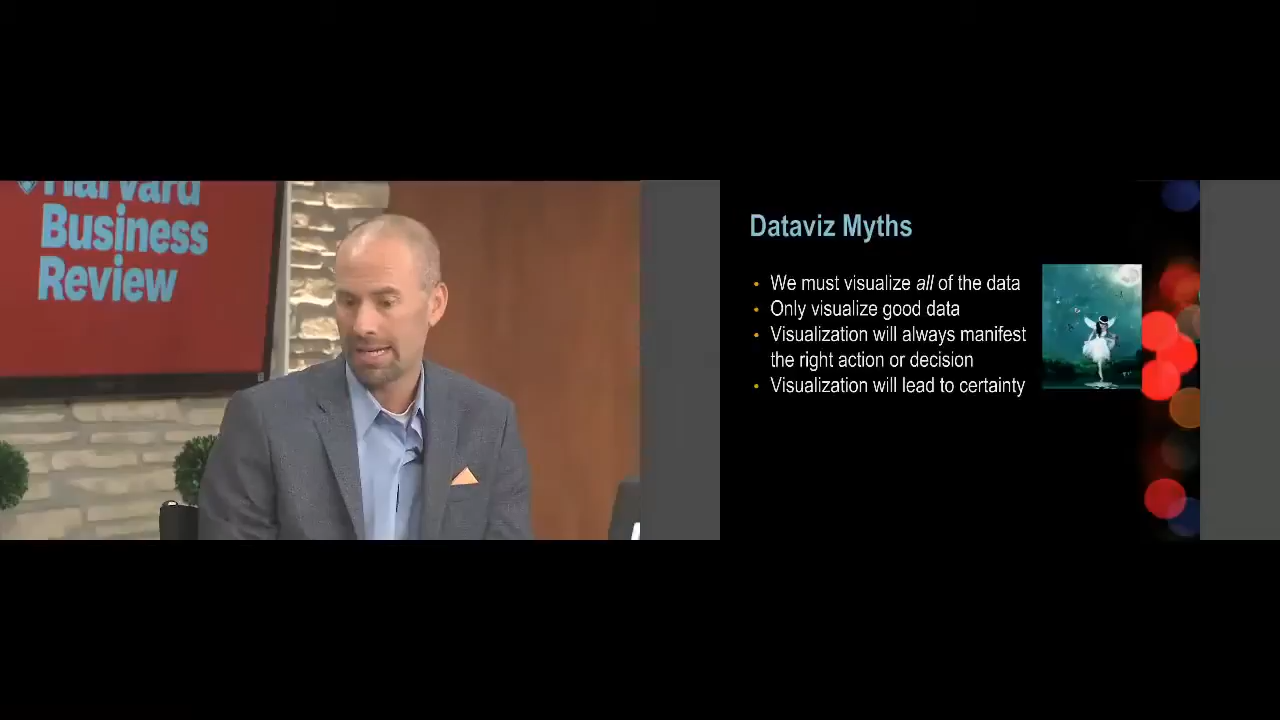 Harvard
Business
Review
Dataviz Myths
• We must visualize all of the data
• Only visualize good data
• Visualization will always manifest
the right action or decision
• Visualization will lead to certainty